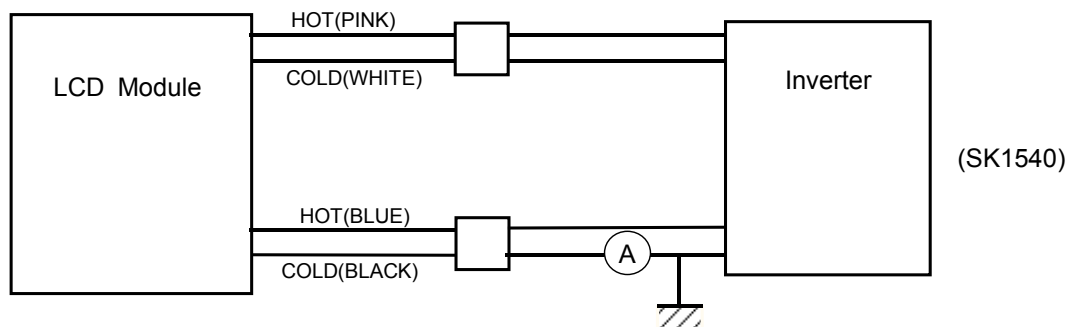 HOT(PINK)
LCD Module
COLD(WHITE)
Inverter
(SK1540)
HOT(BLUE)
A
COLD(BLACK)